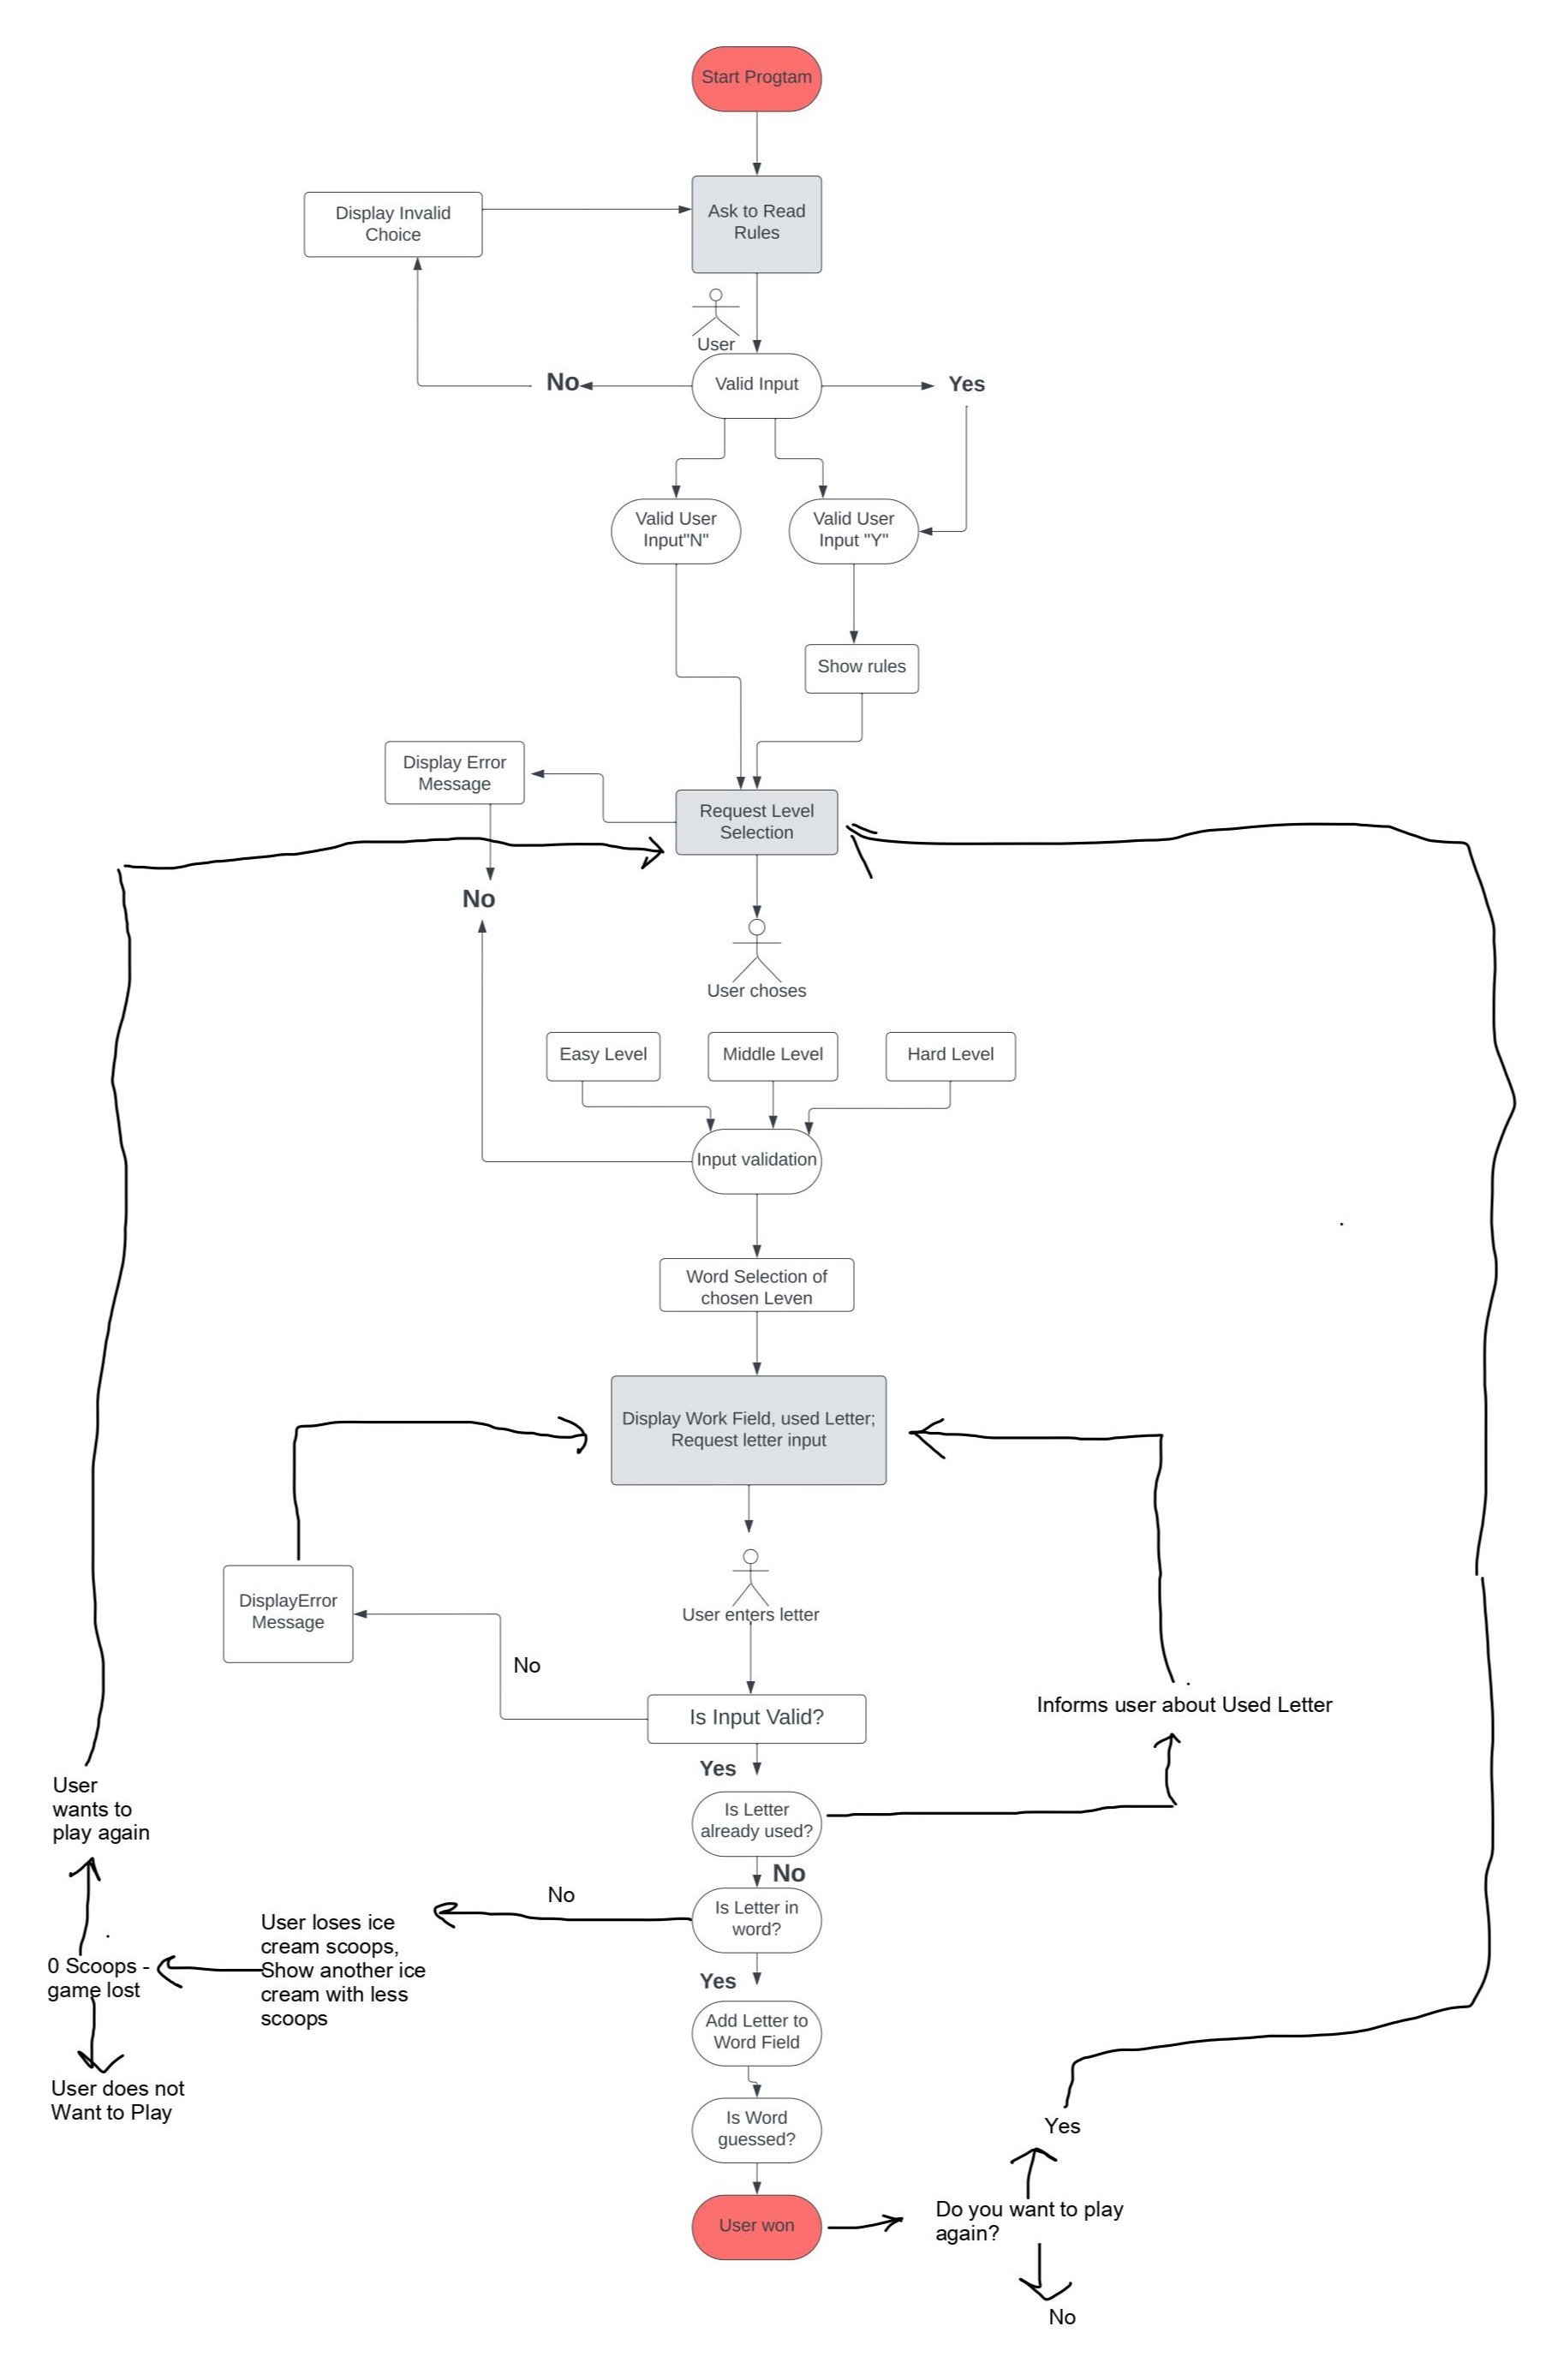 Start Progtam
Display Invalid
Choice
Ask to Read
Rules
User
No
Valid Input
Yes
Valid User
Input"N"
Valid User
Input "Y"
Show rules
Display Error
Message
Request Level
Selection
No
User choses
Easy Level
Middle Level
Hard Level
Input validation
Word Selection of
chosen Leven
Display Work Field, used Letter;
Request letter input
DisplayError
Message
User enters letter
No
Is Input Valid?
Informs user about Used Letter
Yes
User
wants to
play again
Is Letter
already used?
No
No
Is Letter in
word?
User loses ice
cream scoops,
Show another ice
cream with less
scoops
0 Scoops -
game lost
Yes
Add Letter to
Word Field
User does not
Want to Play
Is Word
guessed?
Yes
User won
Do you want to play
again?
No